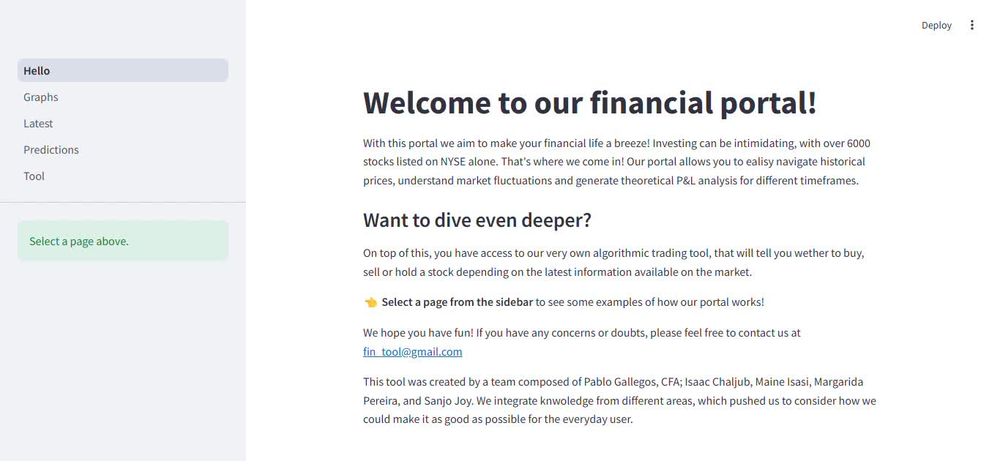 Deploy
Hello
Graphs
Latest
Predictions
Tool
Select a page above.
Welcome to our financial portal!
With this portal we aim to make your financial life a breeze! Investing can be intimidating, with over 6000
stocks listed on NYSE alone. That's where we come in! Our portal allows you to ealisy navigate historical
prices, understand market fluctuations and generate theoretical P&L analysis for different timeframes.
Want to dive even deeper?
On top of this, you have access to our very own algorithmic trading tool, that will tell you wether to buy,
sell or hold a stock depending on the latest information available on the market.
👈 Select a page from the sidebar to see some examples of how our portal works!
We hope you have fun! If you have any concerns or doubts, please feel free to contact us at
fin_tool@gmail.com
This tool was created by a team composed of Pablo Gallegos, CFA; Isaac Chaljub, Maine Isasi, Margarida
Pereira, and Sanjo Joy. We integrate knwoledge from different areas, which pushed us to consider how we
could make it as good as possible for the everyday user.